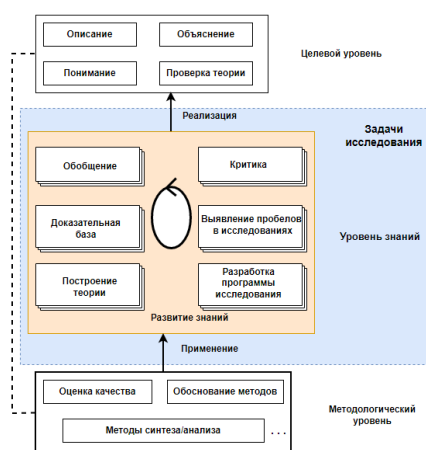 Описание
Объяснение
Целевой уровень
Понимание
Проверка теории
Реализация
Задачи
исследования
Обобщение
Критика
Доказательная
база
Выявление пробелов
в исследованиях
Уровень знаний
Построение
теории
Разработка
программы
исследования
Развитие знаний
Применение
Оценка качества
Обоснование методов
Методологический
уровень
Методы синтеза/анализа
...